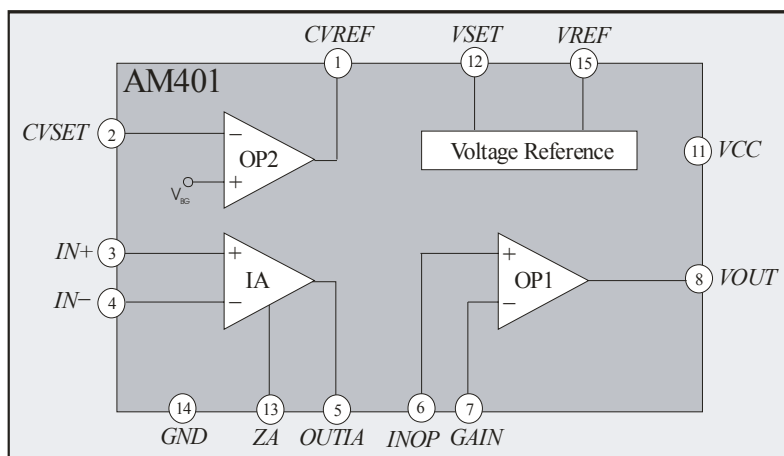 CVREF VSET VREF
1 12 15
AM401
CVSET 2
− OP2 +
VBG
Voltage Reference
11 VCC
IN+ 3
+ IA −
IN− 4
+ OP1 −
8 VOUT
14 13 5 6 7
GND ZA OUTIA INOP GAIN